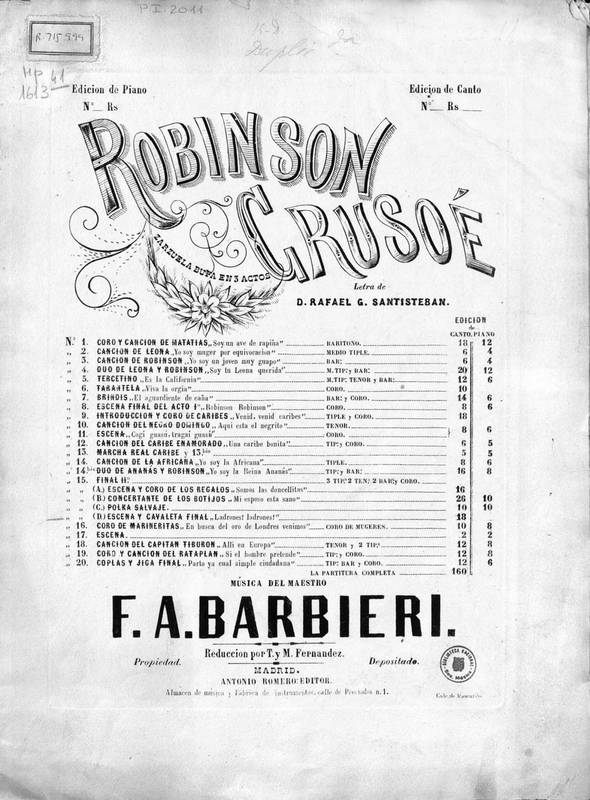 P I. 2011
R. 715999
Mp 41
1613
Duplic da
Edicion de Piano
Edicion de Canto
Nº Rs
Nº Rs
ROBINSON
CRUSOÉ
ZARZUELA BUFA EN 3 ACTOS
Letra de
D. RAFAEL G. SANTISTEBAN.
EDICION
de
CANTO. PIANO
Nº 1. CORO Y CANCION DE MATATIAS „Soy un ave de rapiña" BARITONO. 18 12
„ 2. CANCION DE LEONA „Yo soy muger por equivocacion" MEDIO TIPLE. 6 4
„ 3. CANCION DE ROBINSON „Yo soy un joven muy guapo" BAR: 6 4
„ 4. DUO DE LEONA Y ROBINSON „Soy tu Leona querida" M. TIP: y BAR: 20 12
„ 5. TERCETINO „Es la California" M. TIP: TENOR y BAR: 12 6
„ 6. TARANTELA „Viva la orgia" CORO. 10
„ 7. BRINDIS „El aguardiente de caña" BAR: y CORO. 14 6
„ 8. ESCENA FINAL DEL ACTO 1º „Robinson Robinson" CORO. 8 6
„ 9. INTRODUCCION Y CORO DE CARIBES „Venid, venid caribes" TIPLE y CORO. 18
„ 10. CANCION DEL NEGRO DOMINGO „Aqui esta el negrito" TENOR.
„ 11. ESCENA „Cogi guasú, tragai guasú" CORO. 8 6
„ 12. CANCION DEL CARIBE ENAMORADO „Una caribe bonita" TIP: y CORO. 6 5
„ 13. MARCHA REAL CARIBE y 13 bis 5 5
„ 14. CANCION DE LA AFRICANA „Yo soy la Africana" TIPLE. 8 6
„ 14 bis DUO DE ANANÁS Y ROBINSON „Yo soy la Reina Ananás" TIP: y BAR: 16 8
„ 15. FINAL IIº 3 TIP: 2 TEN: 2 BAR: y CORO.
„ „ (A) ESCENA Y CORO DE LOS REGALOS „Somos las doncellitas" 16
„ „ (B) CONCERTANTE DE LOS BOTIJOS „Mi esposo esta sano" 26 10
„ „ (C) POLKA SALVAJE. 10 10
„ „ (D) ESCENA Y CAVALETA FINAL „Ladrones! ladrones!" 18
„ 16. CORO DE MARINERITAS „En busca del oro de Londres venimos" CORO DE MUGERES. 10 8
„ 17. ESCENA. 2 2
„ 18. CANCION DEL CAPITAN TIBURON „Alli en Europa" TENOR y 2 TIP: 12 8
„ 19. CORO Y CANCION DEL RATAPLAN „Si el hombre pretende" TIP: y CORO. 12 8
„ 20. COPLAS Y JIGA FINAL „Parto ya cual simple ciudadana" TIP: BAR y CORO. 12 6
LA PARTITURA COMPLETA 160
MÚSICA DEL MAESTRO
F. A. BARBIERI.
Reduccion por T. y M. Fernandez.
Propiedad.
Depositado.
MADRID.
ANTONIO ROMERO: EDITOR.
Almacen de música y Fábrica de instrumentos, calle de Preciados n. 1.
BIBLIOTECA NACIONAL